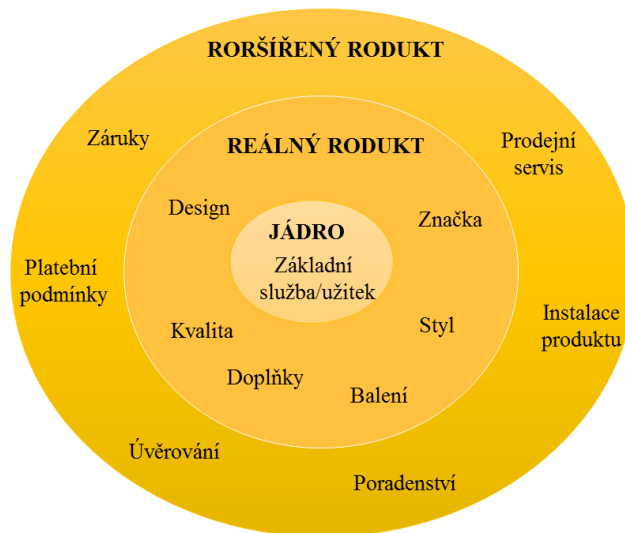 RORŠÍŘENÝ RODUKT
Záruky
Prodejní
servis
REÁLNÝ RODUKT
Design
Značka
JÁDRO
Základní
služba/užitek
Platební
podmínky
Instalace
produktu
Kvalita
Styl
Doplňky
Balení
Úvěrování
Poradenství